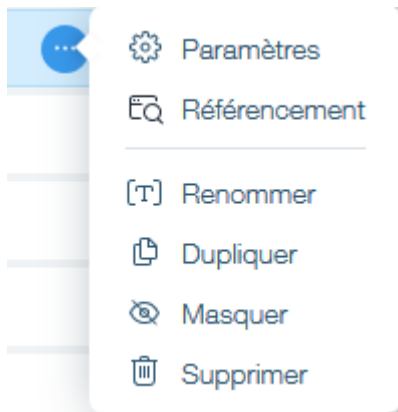 Paramètres
Référencement
Renommer
Dupliquer
Masquer
Supprimer